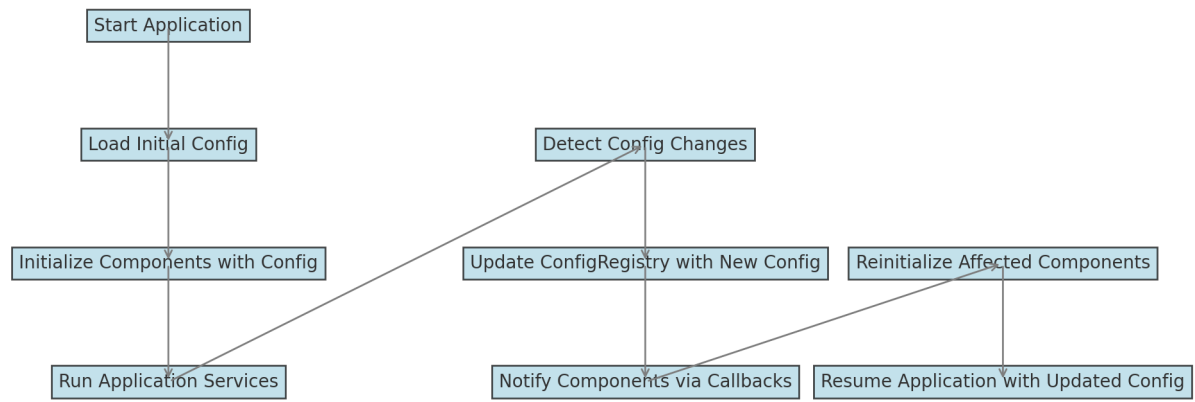 Start Application
Load Initial Config
Initialize Components with Config
Run Application Services
Detect Config Changes
Update ConfigRegistry with New Config
Notify Components via Callbacks
Reinitialize Affected Components
Resume Application with Updated Config